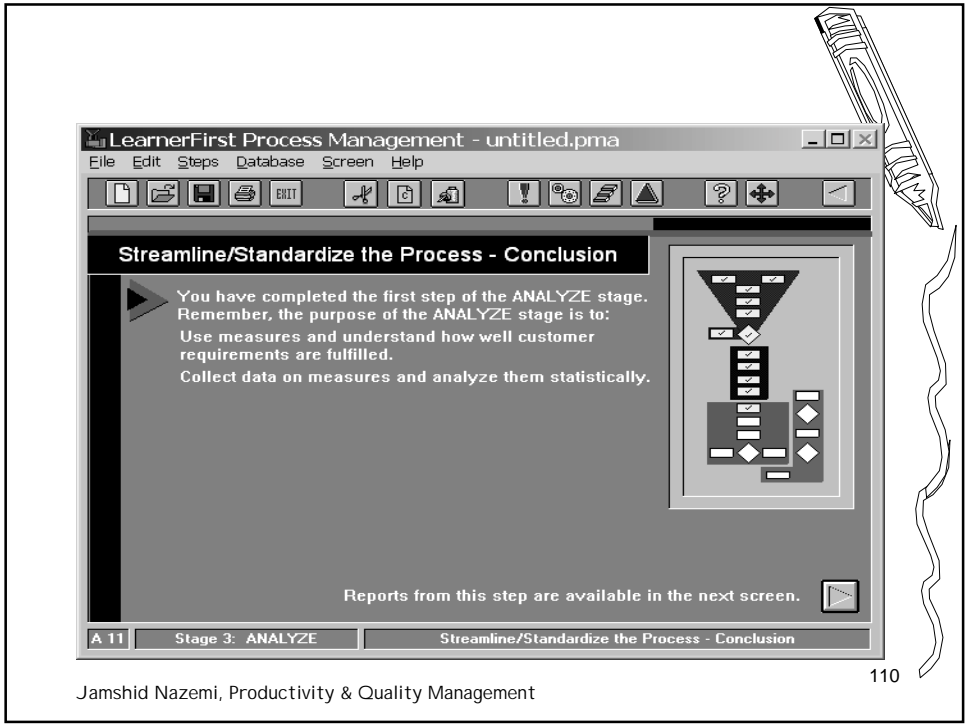 LearnerFirst Process Management - untitled.pma
File Edit Steps Database Screen Help
EXIT C ?
Streamline/Standardize the Process - Conclusion
You have completed the first step of the ANALYZE stage.
Remember, the purpose of the ANALYZE stage is to:
Use measures and understand how well customer
requirements are fulfilled.
Collect data on measures and analyze them statistically.
Reports from this step are available in the next screen.
A 11 Stage 3: ANALYZE Streamline/Standardize the Process - Conclusion
110
Jamshid Nazemi, Productivity & Quality Management